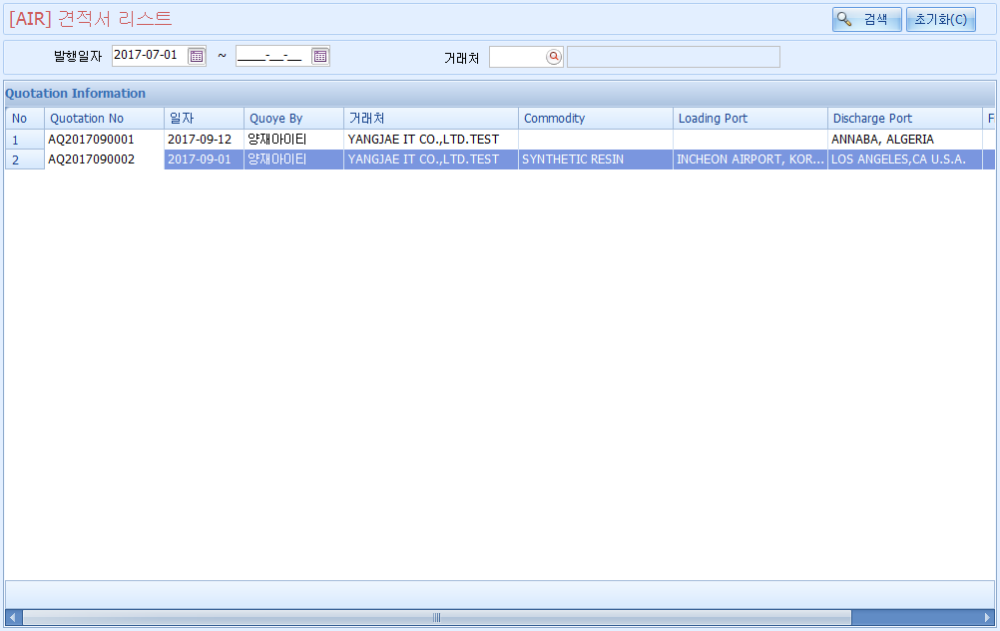 [AIR] 견적서 리스트 검색 초기화(C)
발행일자 2017-07-01 ~ ____-__-__ 거래처
Quotation Information
No Quotation No 일자 Quoye By 거래처 Commodity Loading Port Discharge Port F
1 AQ2017090001 2017-09-12 양재아이티 YANGJAE IT CO.,LTD.TEST ANNABA, ALGERIA
2 AQ2017090002 2017-09-01 양재아이티 YANGJAE IT CO.,LTD.TEST SYNTHETIC RESIN INCHEON AIRPORT, KOR... LOS ANGELES,CA U.S.A.